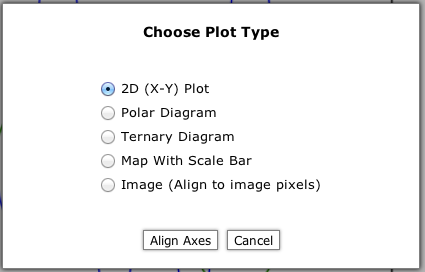 Choose Plot Type
2D (X-Y) Plot
Polar Diagram
Ternary Diagram
Map With Scale Bar
Image (Align to image pixels)
Align Axes Cancel